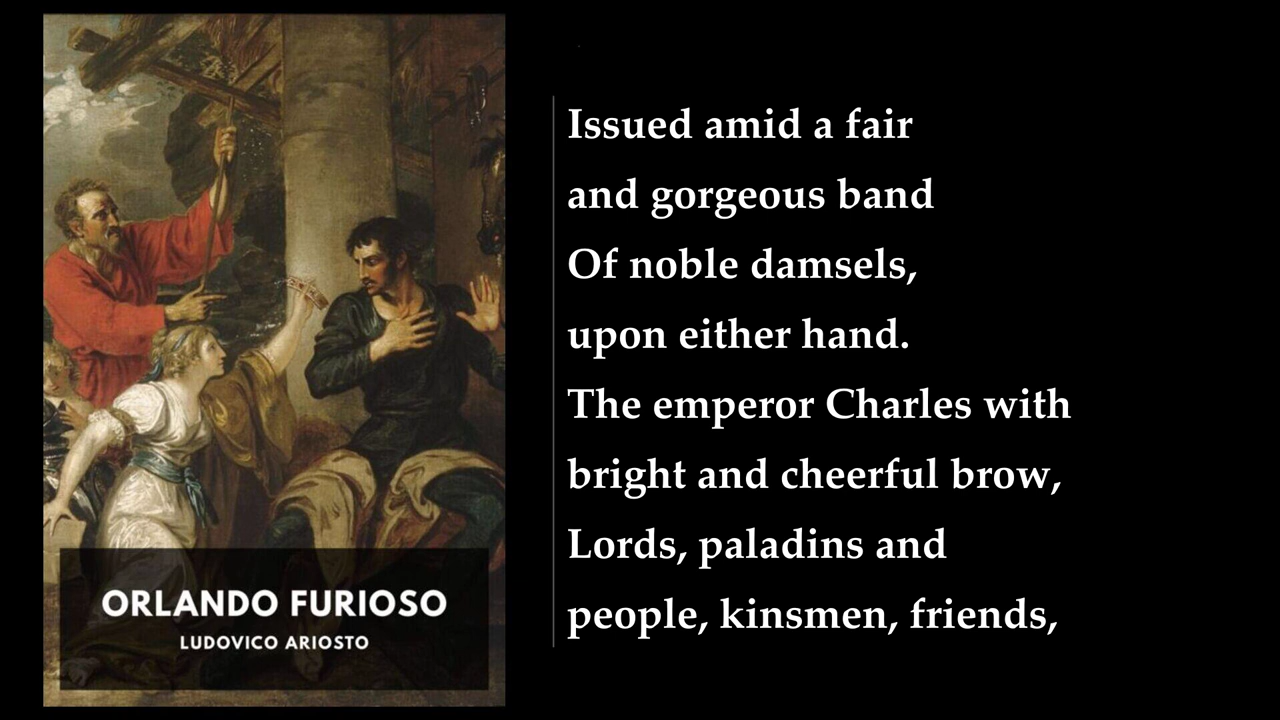 ORLANDO FURIOSO
LUDOVICO ARIOSTO
Issued amid a fair
and gorgeous band
Of noble damsels,
upon either hand.
The emperor Charles with
bright and cheerful brow,
Lords, paladins and
people, kinsmen, friends,